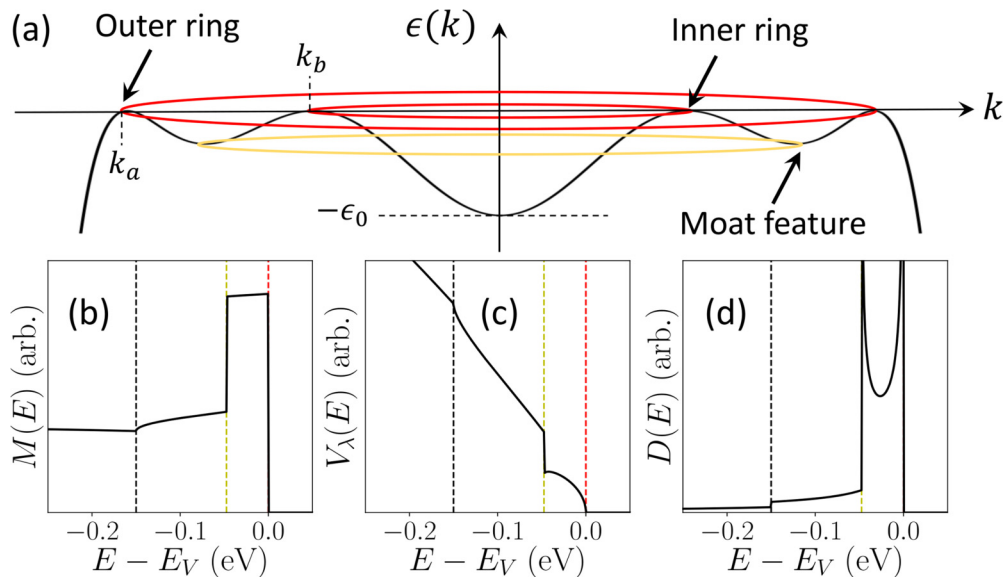 (a)
Outer ring
ϵ(k)
Inner ring
k_b
k
k_a
−ϵ₀
Moat feature
(b)
M(E) (arb.)
−0.2 −0.1 0.0
E − E_V (eV)
(c)
V_λ(E) (arb.)
−0.2 −0.1 0.0
E − E_V (eV)
(d)
D(E) (arb.)
−0.2 −0.1 0.0
E − E_V (eV)